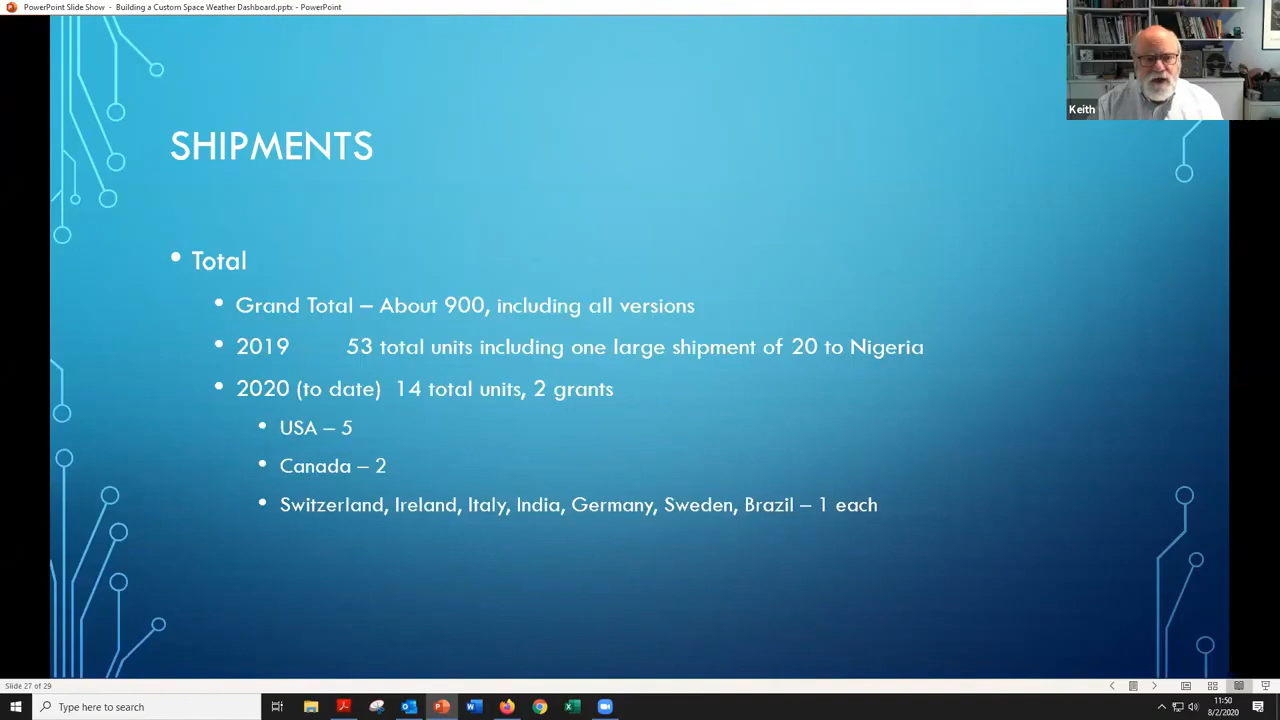 PowerPoint Slide Show - Building a Custom Space Weather Dashboard.pptx - PowerPoint
Keith
SHIPMENTS
• Total
• Grand Total – About 900, including all versions
• 2019 53 total units including one large shipment of 20 to Nigeria
• 2020 (to date) 14 total units, 2 grants
• USA – 5
• Canada – 2
• Switzerland, Ireland, Italy, India, Germany, Sweden, Brazil – 1 each
Slide 27 of 29
Type here to search
11:50
8/2/2020